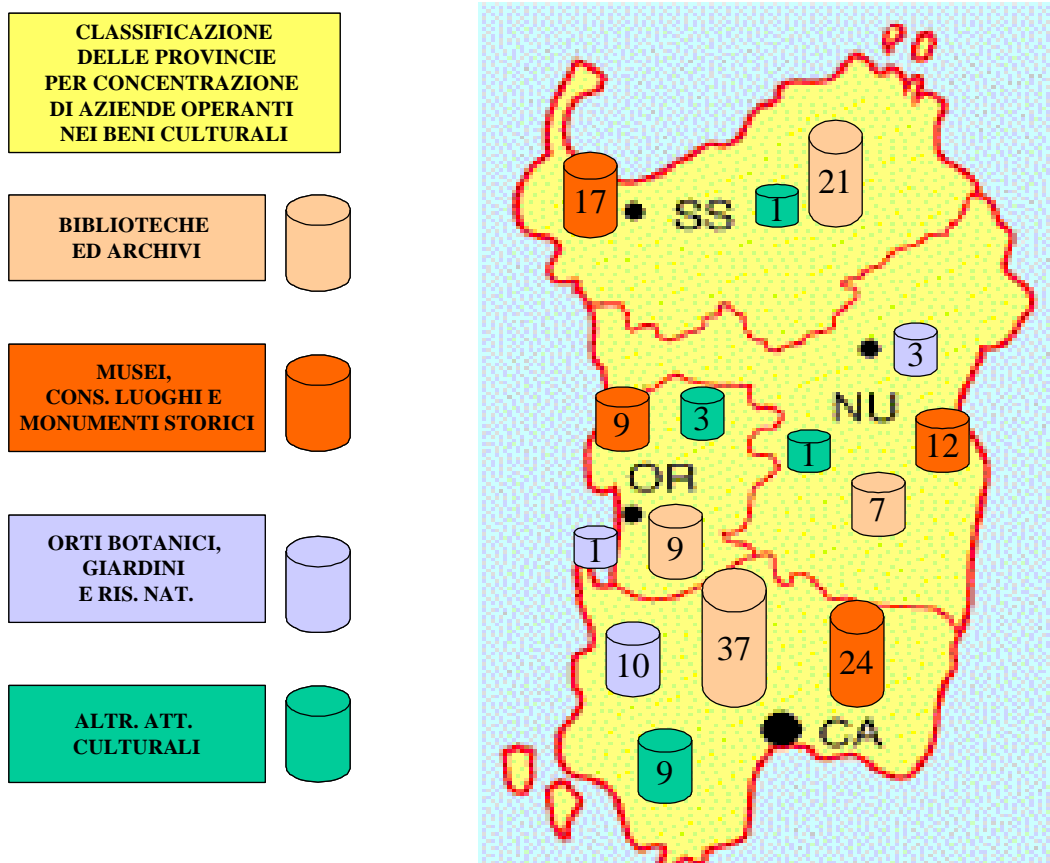 CLASSIFICAZIONE
DELLE PROVINCIE
PER CONCENTRAZIONE
DI AZIENDE OPERANTI
NEI BENI CULTURALI
BIBLIOTECHE
ED ARCHIVI
MUSEI,
CONS. LUOGHI E
MONUMENTI STORICI
ORTI BOTANICI,
GIARDINI
E RIS. NAT.
ALTR. ATT.
CULTURALI
17
SS
1
21
3
NU
9
3
1
12
OR
7
1
9
10
37
24
CA
9